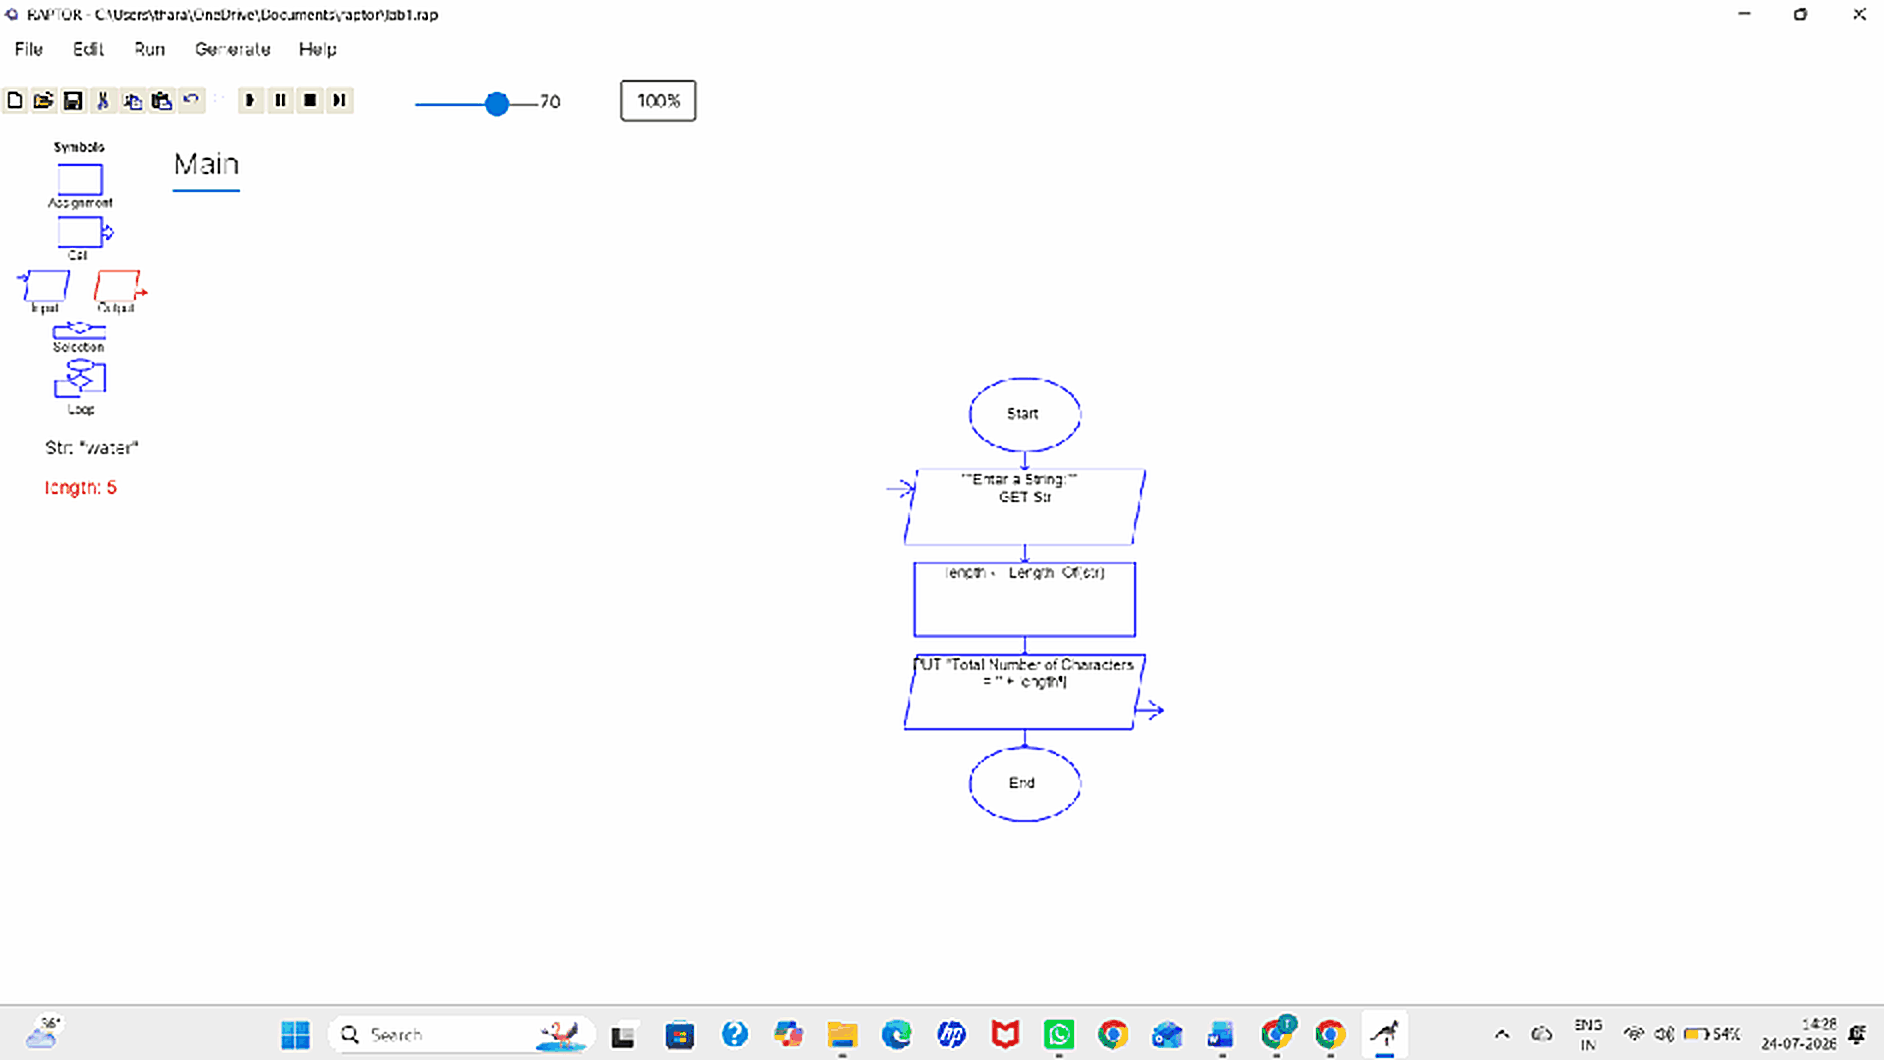 RAPTOR - C:\Users\thara\OneDrive\Documents\raptor\lab1.rap
File Edit Run Generate Help
70
100%
Symbols
Main
Assignment
Call
Input Output
Selection
Loop
Str: "water"
length: 5
Start
""Enter a String:""
GET Str
length ← Length_Of(str)
PUT "Total Number of Characters
= " + length¶
End
36°
Search
ENG
IN
54%
14:28
24-07-2026